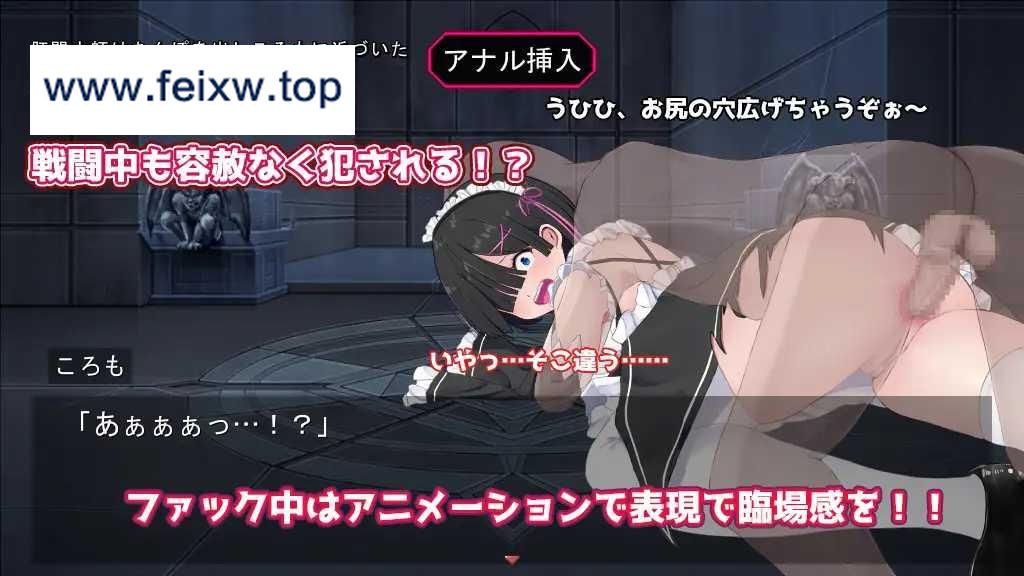 づいた
アナル挿入
www.feixw.top
うひひ、お尻の穴広げちゃうぞぉ～
戦闘中も容赦なく犯される！？
いやっ…そこ違う……
ころも
「あぁぁぁっ…！？」
ファック中はアニメーションで表現で臨場感を！！